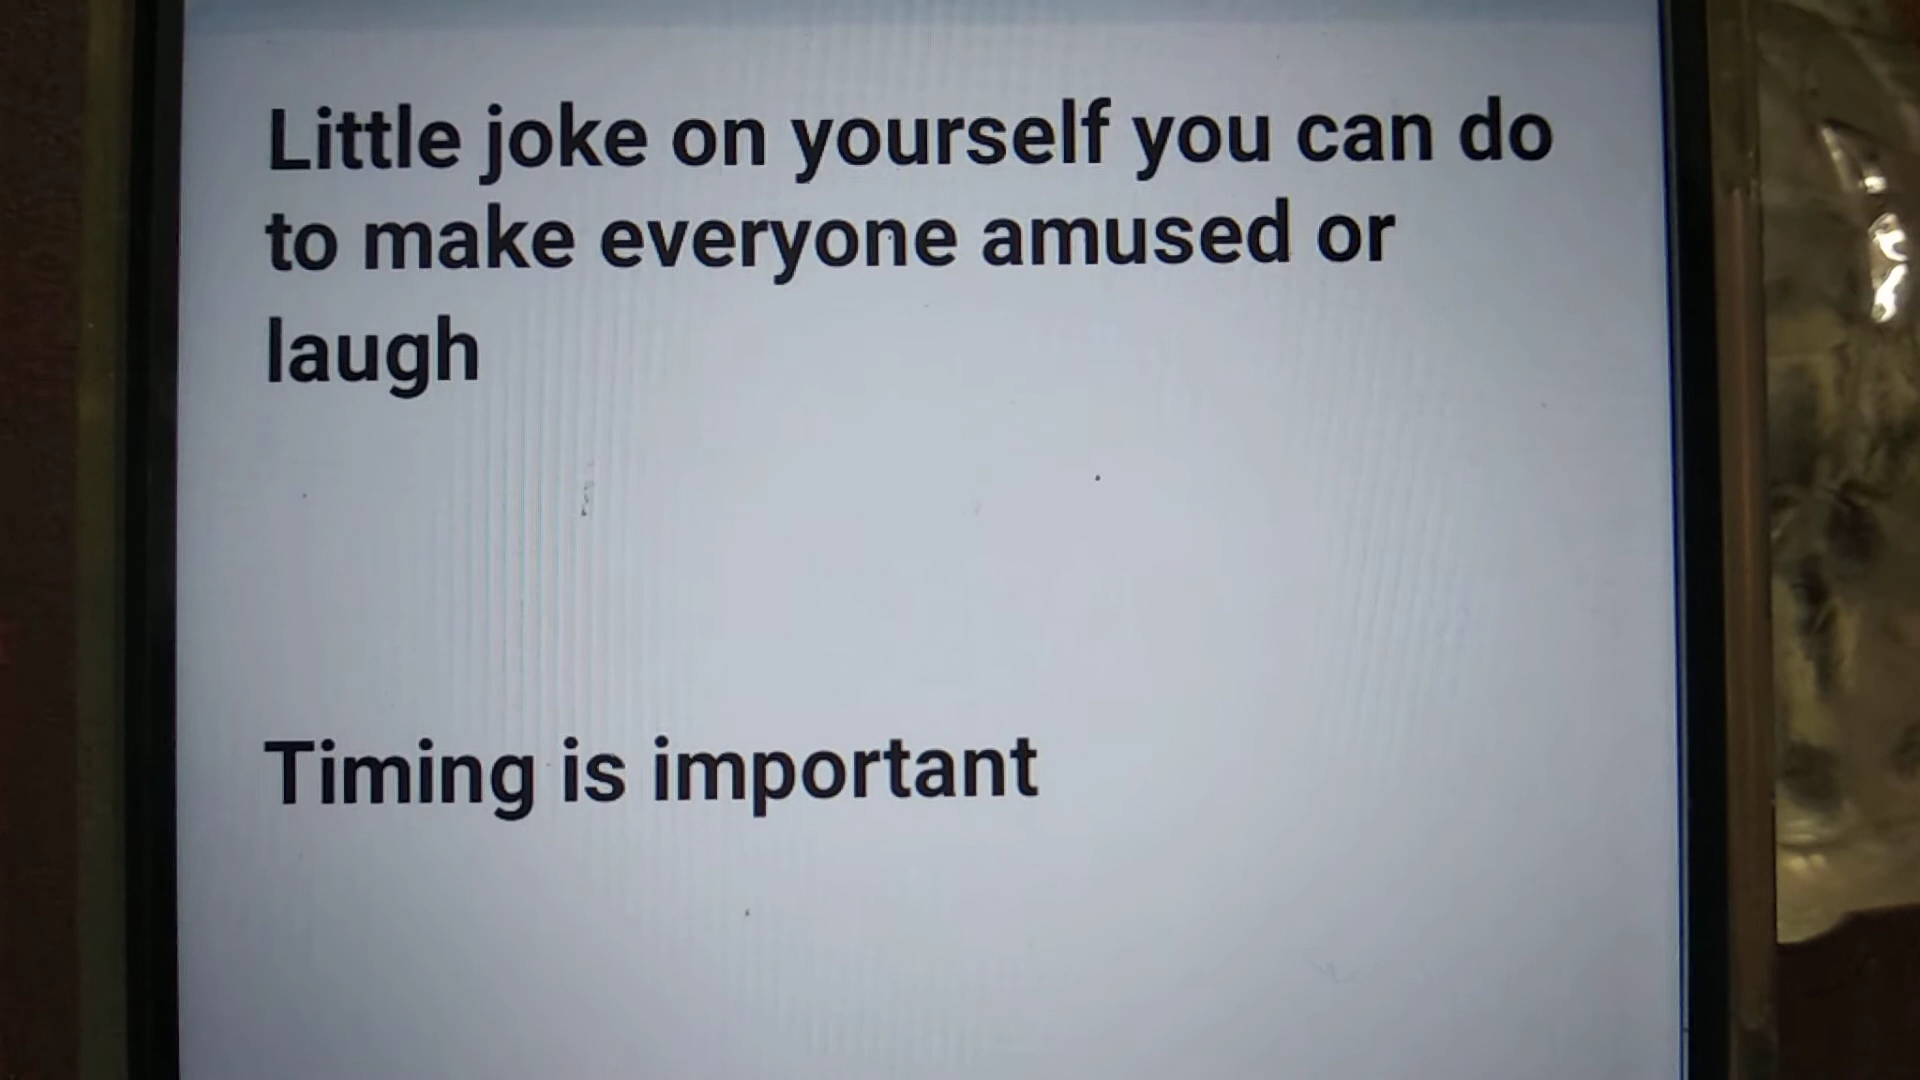 Little joke on yourself you can do
to make everyone amused or
laugh
Timing is important